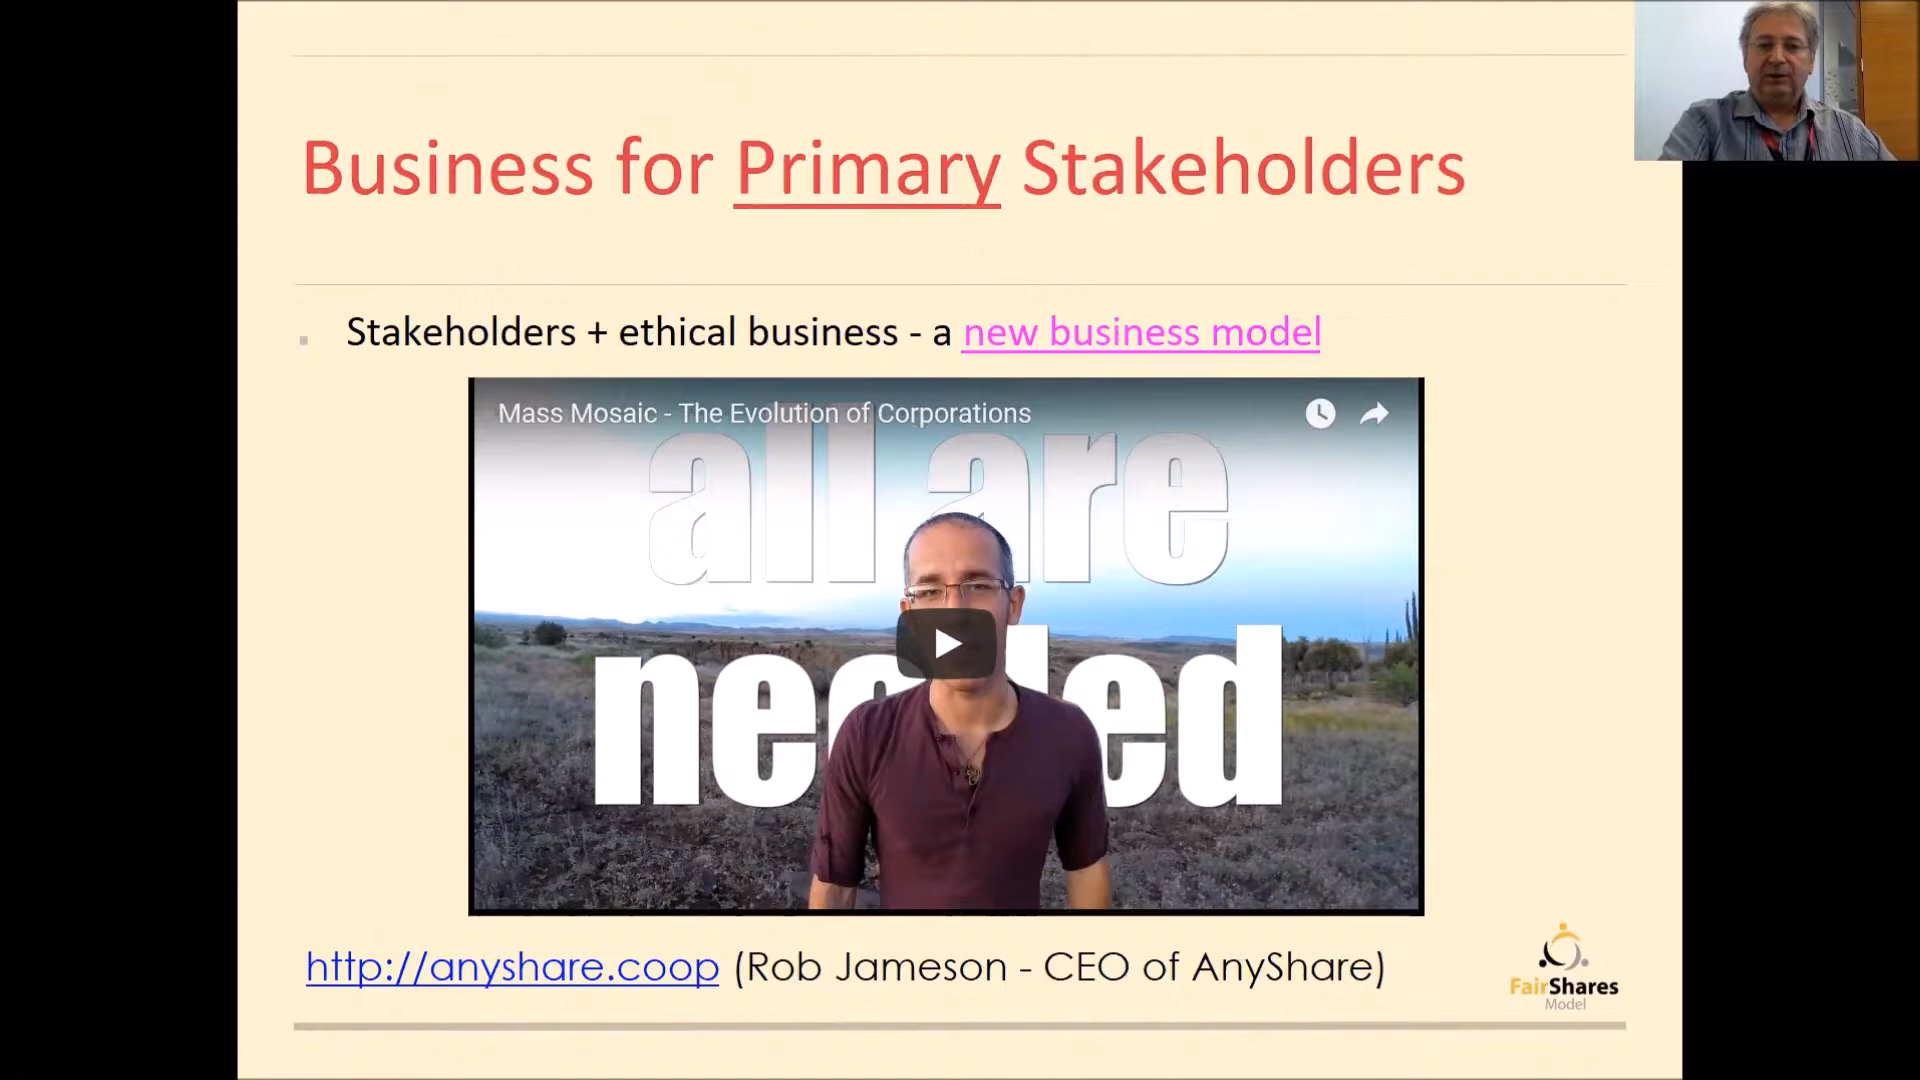 Business for Primary Stakeholders
Stakeholders + ethical business - a new business model
Mass Mosaic - The Evolution of Corporations
all are
needed
http://anyshare.coop (Rob Jameson - CEO of AnyShare)
FairShares
Model